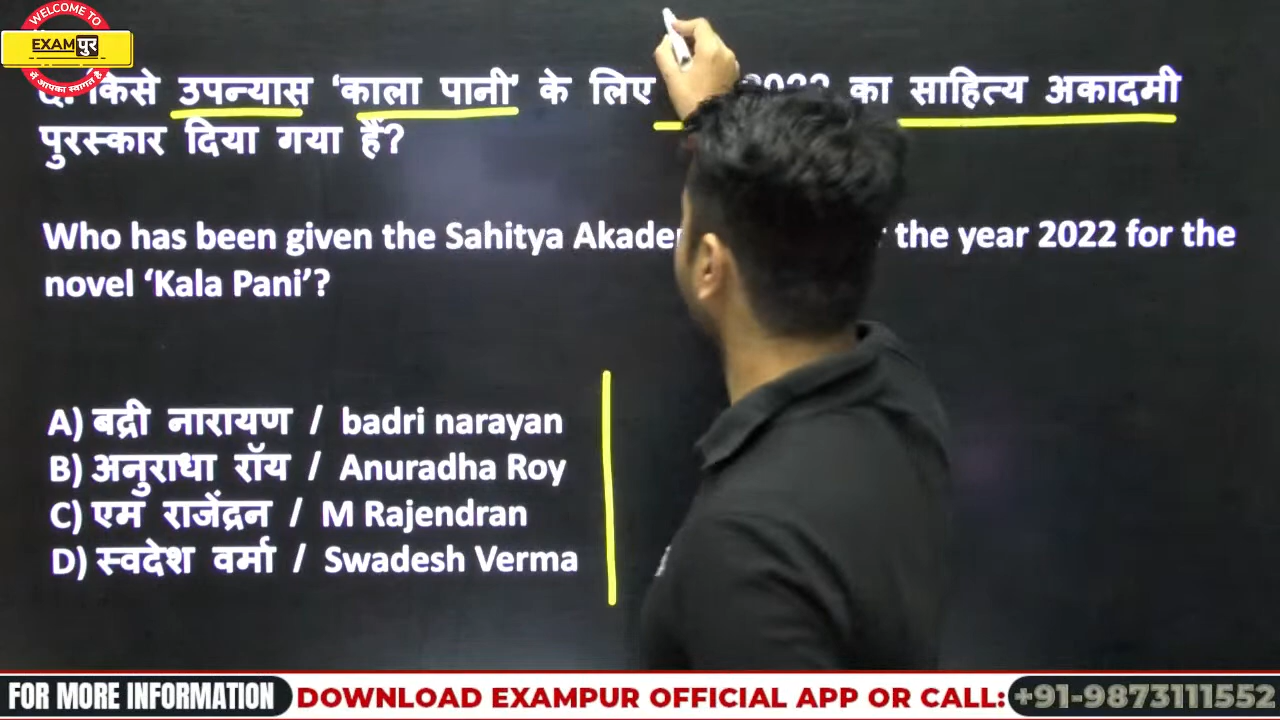 WELCOME TO
EXAMपुर
में आपका स्वागत है
किसे उपन्यास ‘काला पानी’ के लिए 2022 का साहित्य अकादमी
पुरस्कार दिया गया हैं?
Who has been given the Sahitya the year 2022 for the
novel ‘Kala Pani’?
A) बद्री नारायण / badri narayan
B) अनुराधा रॉय / Anuradha Roy
C) एम राजेंद्रन / M Rajendran
D) स्वदेश वर्मा / Swadesh Verma
FOR MORE INFORMATION DOWNLOAD EXAMPUR OFFICIAL APP OR CALL: +91-9873111552